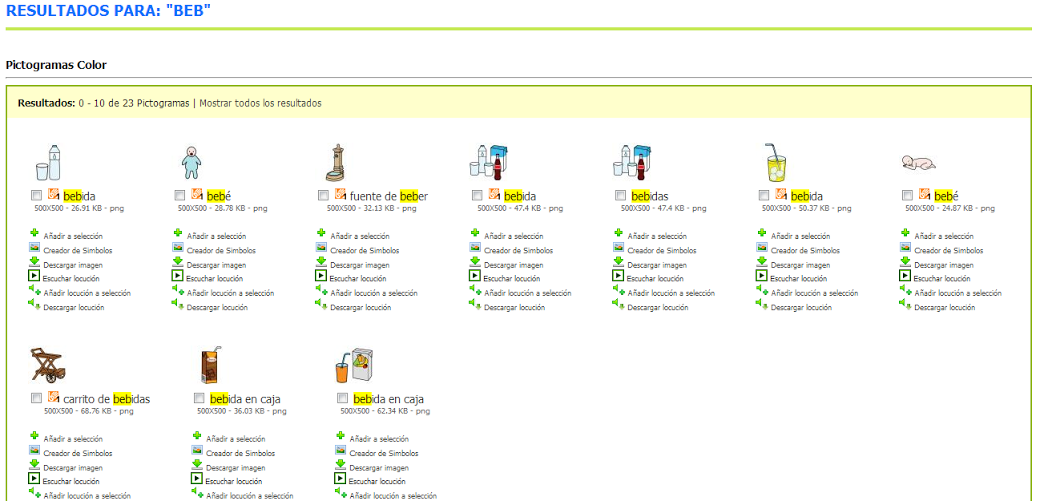 RESULTADOS PARA: "BEB"
Pictogramas Color
Resultados: 0 - 10 de 23 Pictogramas | Mostrar todos los resultados
bebida
500X500 - 26.91 KB - png
Añadir a selección
Creador de Símbolos
Descargar imagen
Escuchar locución
Añadir locución a selección
Descargar locución
bebé
500X500 - 28.78 KB - png
Añadir a selección
Creador de Símbolos
Descargar imagen
Escuchar locución
Añadir locución a selección
Descargar locución
fuente de beber
500X500 - 32.13 KB - png
Añadir a selección
Creador de Símbolos
Descargar imagen
Escuchar locución
Añadir locución a selección
Descargar locución
bebida
500X500 - 47.4 KB - png
Añadir a selección
Creador de Símbolos
Descargar imagen
Escuchar locución
Añadir locución a selección
Descargar locución
bebidas
500X500 - 47.4 KB - png
Añadir a selección
Creador de Símbolos
Descargar imagen
Escuchar locución
Añadir locución a selección
Descargar locución
bebida
500X500 - 50.37 KB - png
Añadir a selección
Creador de Símbolos
Descargar imagen
Escuchar locución
Añadir locución a selección
Descargar locución
bebé
500X500 - 24.87 KB - png
Añadir a selección
Creador de Símbolos
Descargar imagen
Escuchar locución
Añadir locución a selección
Descargar locución
carrito de bebidas
500X500 - 68.76 KB - png
Añadir a selección
Creador de Símbolos
Descargar imagen
Escuchar locución
Añadir locución a selección
bebida en caja
500X500 - 36.03 KB - png
Añadir a selección
Creador de Símbolos
Descargar imagen
Escuchar locución
Añadir locución a selección
bebida en caja
500X500 - 62.34 KB - png
Añadir a selección
Creador de Símbolos
Descargar imagen
Escuchar locución
Añadir locución a selección